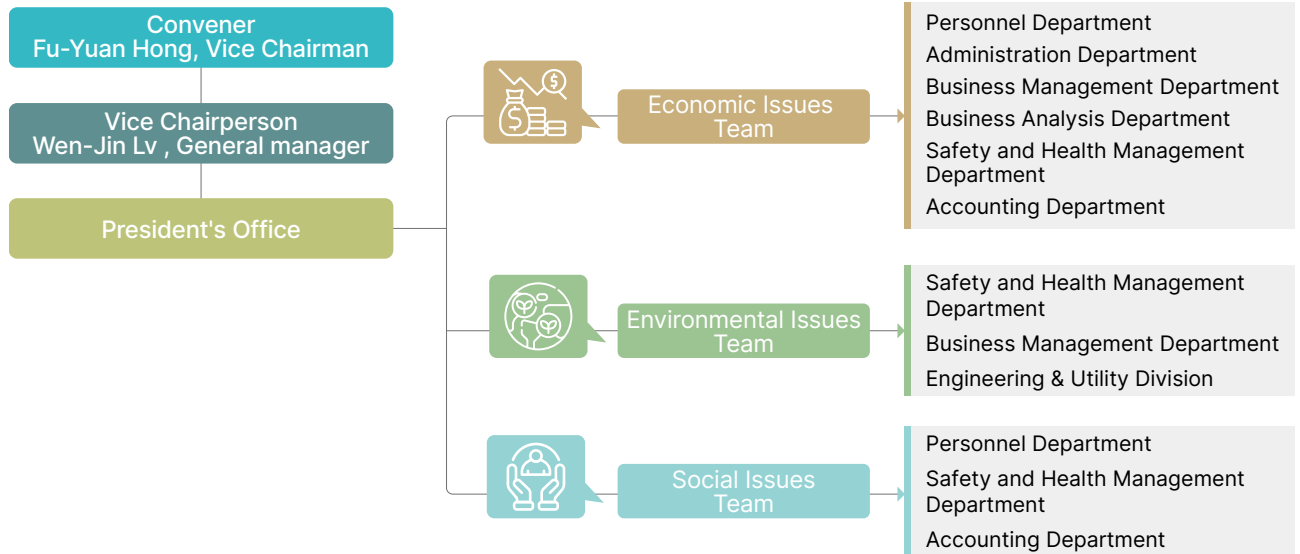 Convener
Fu-Yuan Hong, Vice Chairman
Vice Chairperson
Wen-Jin Lv , General manager
President's Office
Economic Issues
Team
Personnel Department
Administration Department
Business Management Department
Business Analysis Department
Safety and Health Management
Department
Accounting Department
Environmental Issues
Team
Safety and Health Management
Department
Business Management Department
Engineering & Utility Division
Social Issues
Team
Personnel Department
Safety and Health Management
Department
Accounting Department